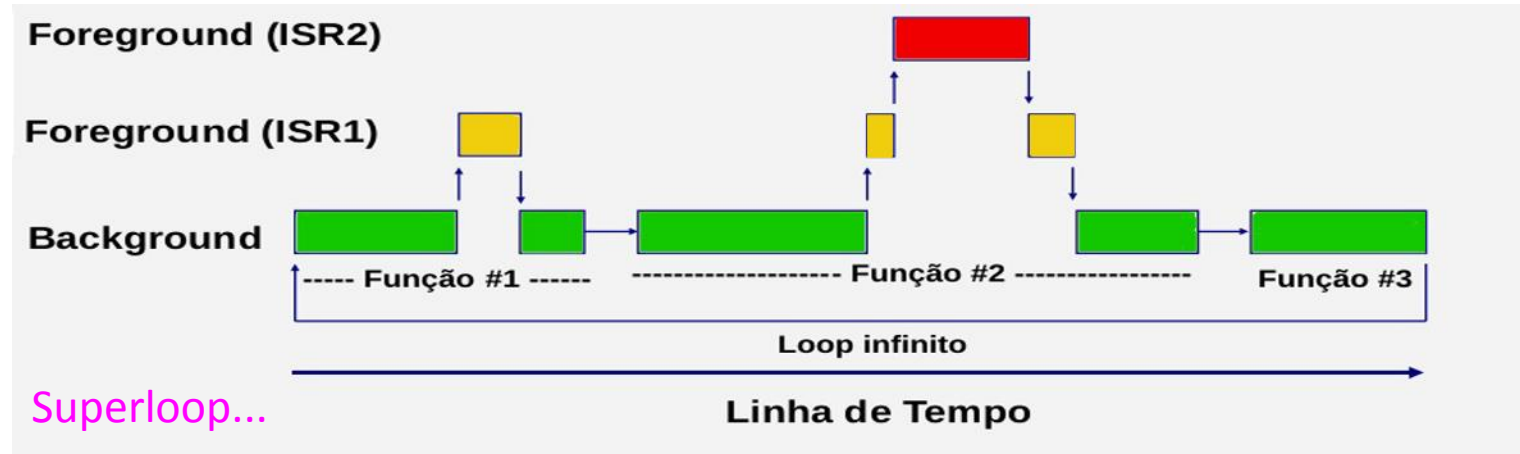 Foreground (ISR2)
Foreground (ISR1)
Background
----- Função #1 ------
-------------------- Função #2 -----------------
Função #3
Loop infinito
Superloop...
Linha de Tempo